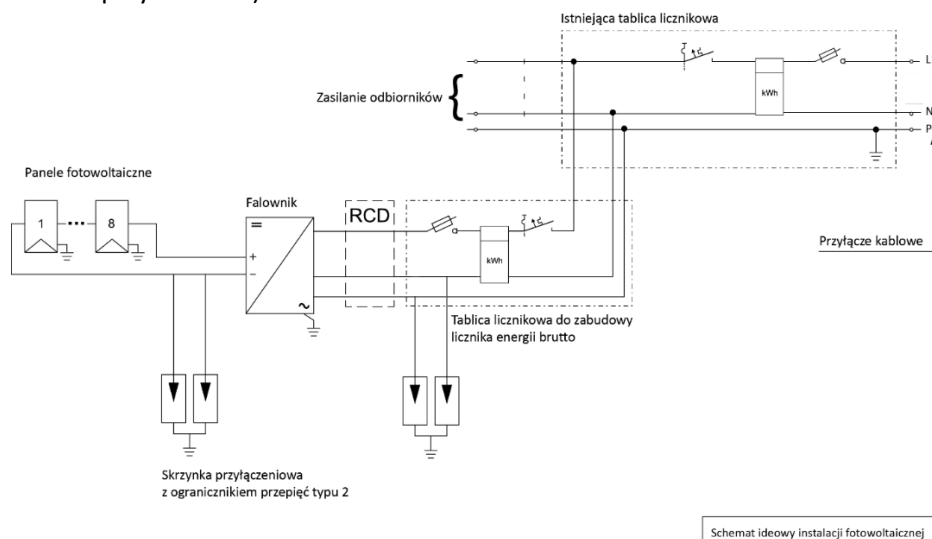 Istniejąca tablica licznikowa
L
kWh
Zasilanie odbiorników
N
P
Panele fotowoltaiczne
Falownik
RCD
1
8
Przyłącze kablowe
kWh
Tablica licznikowa do zabudowy
licznika energii brutto
Skrzynka przyłączeniowa
z ogranicznikiem przepięć typu 2
Schemat ideowy instalacji fotowoltaicznej